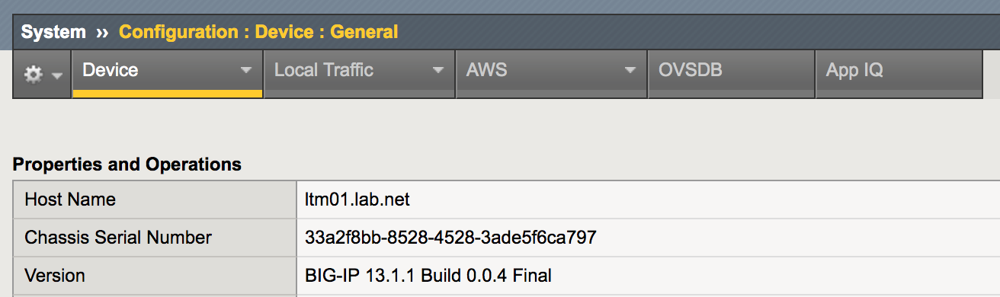 System ›› Configuration : Device : General
Device Local Traffic AWS OVSDB App IQ
Properties and Operations
Host Name ltm01.lab.net
Chassis Serial Number 33a2f8bb-8528-4528-3ade5f6ca797
Version BIG-IP 13.1.1 Build 0.0.4 Final